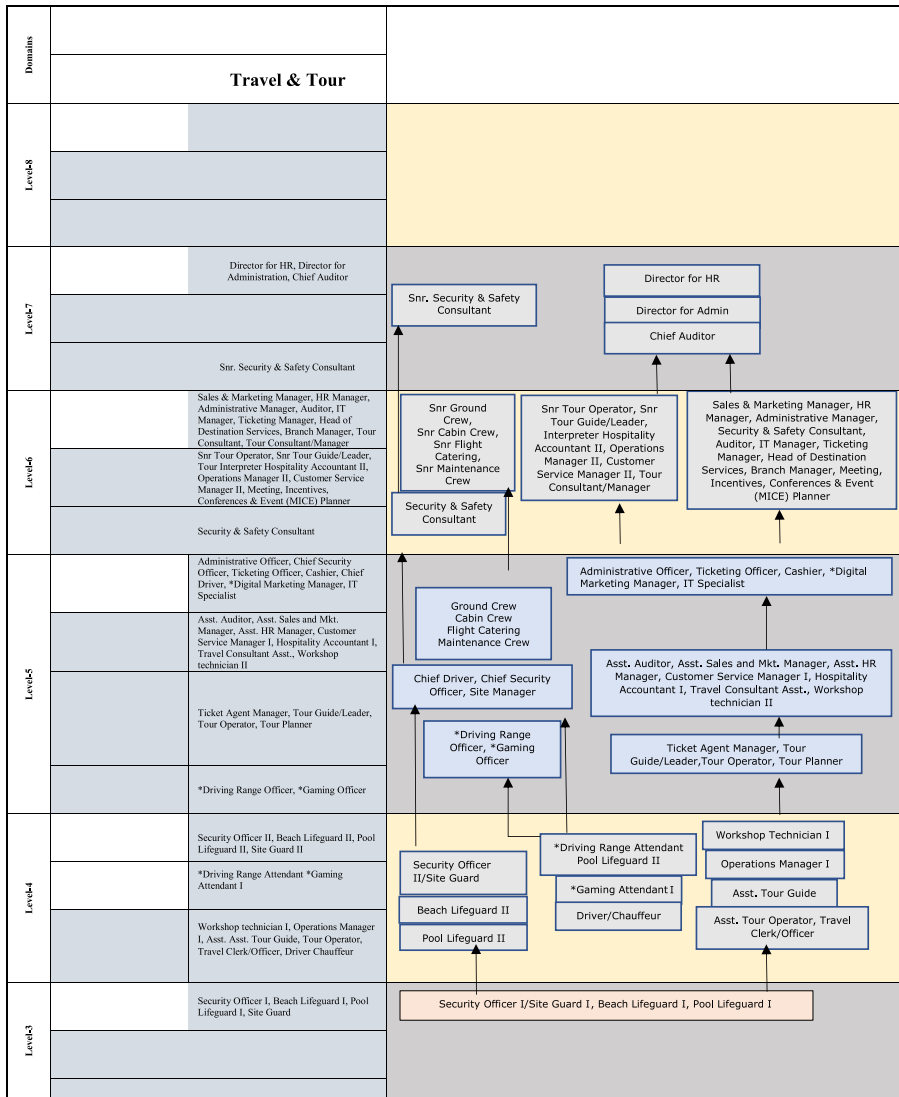 Domains
Travel & Tour
Level-8
Level-7
Director for HR, Director for
Administration, Chief Auditor
Snr. Security & Safety Consultant
Snr. Security & Safety
Consultant
Director for HR
Director for Admin
Chief Auditor
Level-6
Sales & Marketing Manager, HR Manager,
Administrative Manager, Auditor, IT
Manager, Ticketing Manager, Head of
Destination Services, Branch Manager, Tour
Consultant, Tour Consultant/Manager
Snr Tour Operator, Snr Tour Guide/Leader,
Tour Interpreter Hospitality Accountant II,
Operations Manager II, Customer Service
Manager II, Meeting, Incentives,
Conferences & Event (MICE) Planner
Security & Safety Consultant
Snr Ground
Crew,
Snr Cabin Crew,
Snr Flight
Catering,
Snr Maintenance
Crew
Security & Safety
Consultant
Snr Tour Operator, Snr
Tour Guide/Leader,
Interpreter Hospitality
Accountant II, Operations
Manager II, Customer
Service Manager II, Tour
Consultant/Manager
Sales & Marketing Manager, HR
Manager, Administrative Manager,
Security & Safety Consultant,
Auditor, IT Manager, Ticketing
Manager, Head of Destination
Services, Branch Manager, Meeting,
Incentives, Conferences & Event
(MICE) Planner
Level-5
Administrative Officer, Chief Security
Officer, Ticketing Officer, Cashier, Chief
Driver, *Digital Marketing Manager, IT
Specialist
Asst. Auditor, Asst. Sales and Mkt.
Manager, Asst. HR Manager, Customer
Service Manager I, Hospitality Accountant I,
Travel Consultant Asst., Workshop
technician II
Ticket Agent Manager, Tour Guide/Leader,
Tour Operator, Tour Planner
*Driving Range Officer, *Gaming Officer
Ground Crew
Cabin Crew
Flight Catering
Maintenance Crew
Chief Driver, Chief Security
Officer, Site Manager
*Driving Range
Officer, *Gaming
Officer
Administrative Officer, Ticketing Officer, Cashier, *Digital
Marketing Manager, IT Specialist
Asst. Auditor, Asst. Sales and Mkt. Manager, Asst. HR
Manager, Customer Service Manager I, Hospitality
Accountant I, Travel Consultant Asst., Workshop
technician II
Ticket Agent Manager, Tour
Guide/Leader,Tour Operator, Tour Planner
Level-4
Security Officer II, Beach Lifeguard II, Pool
Lifeguard II, Site Guard II
*Driving Range Attendant *Gaming
Attendant I
Workshop technician I, Operations Manager
I, Asst. Asst. Tour Guide, Tour Operator,
Travel Clerk/Officer, Driver Chauffeur
Security Officer
II/Site Guard
Beach Lifeguard II
Pool Lifeguard II
*Driving Range Attendant
Pool Lifeguard II
*Gaming Attendant I
Driver/Chauffeur
Workshop Technician I
Operations Manager I
Asst. Tour Guide
Asst. Tour Operator, Travel
Clerk/Officer
Level-3
Security Officer I, Beach Lifeguard I, Pool
Lifeguard I, Site Guard
Security Officer I/Site Guard I, Beach Lifeguard I, Pool Lifeguard I